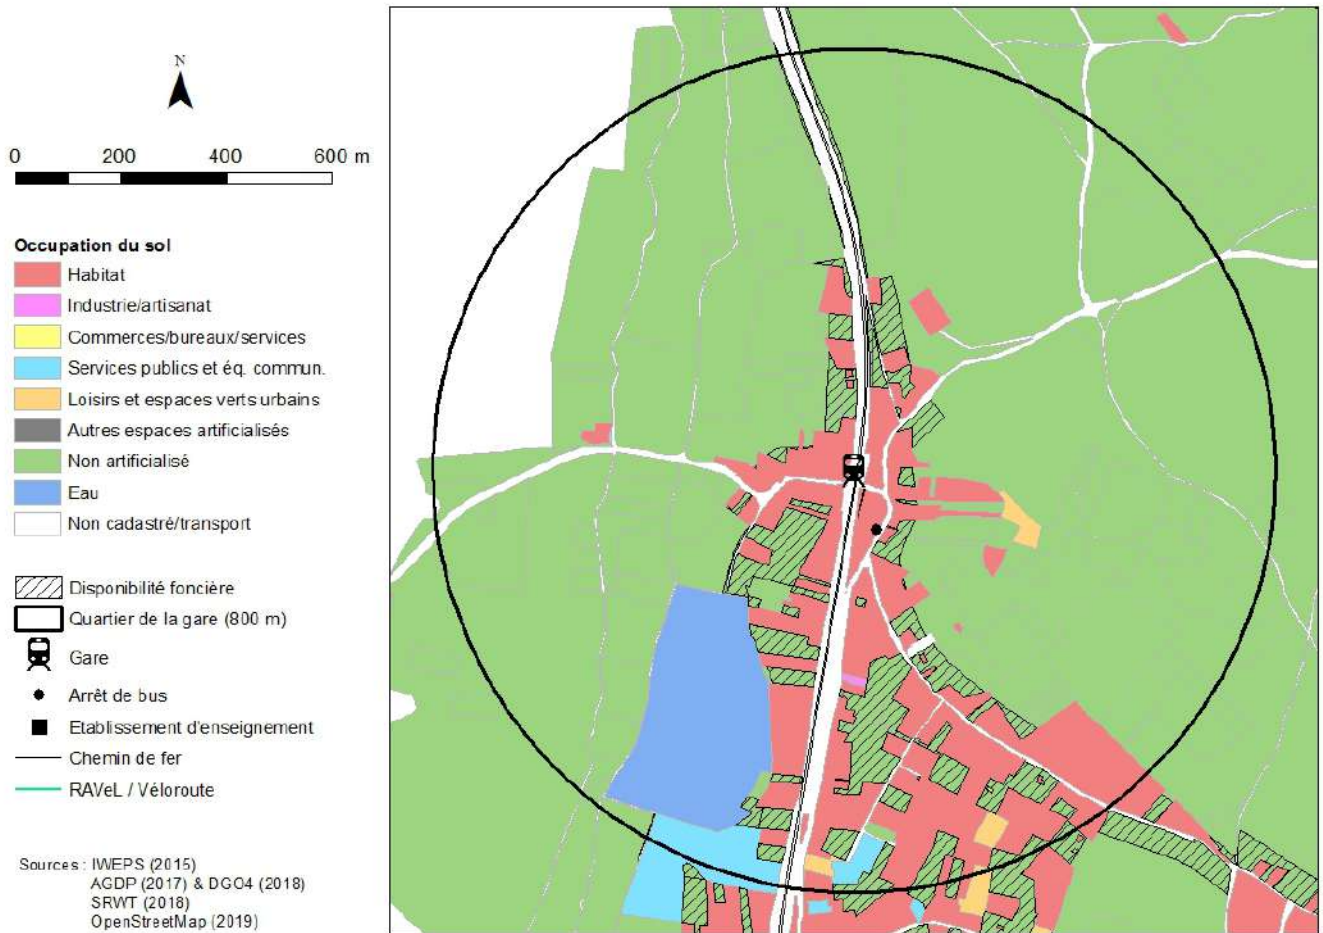 N
0 200 400 600 m
Occupation du sol
Habitat
Industrie/artisanat
Commerces/bureaux/services
Services publics et éq. commun.
Loisirs et espaces verts urbains
Autres espaces artificialisés
Non artificialisé
Eau
Non cadastré/transport
Disponibilité foncière
Quartier de la gare (800 m)
Gare
Arrêt de bus
Etablissement d'enseignement
Chemin de fer
RAVeL / Véloroute
Sources : IWEPS (2015)
AGDP (2017) & DGO4 (2018)
SRWT (2018)
OpenStreetMap (2019)